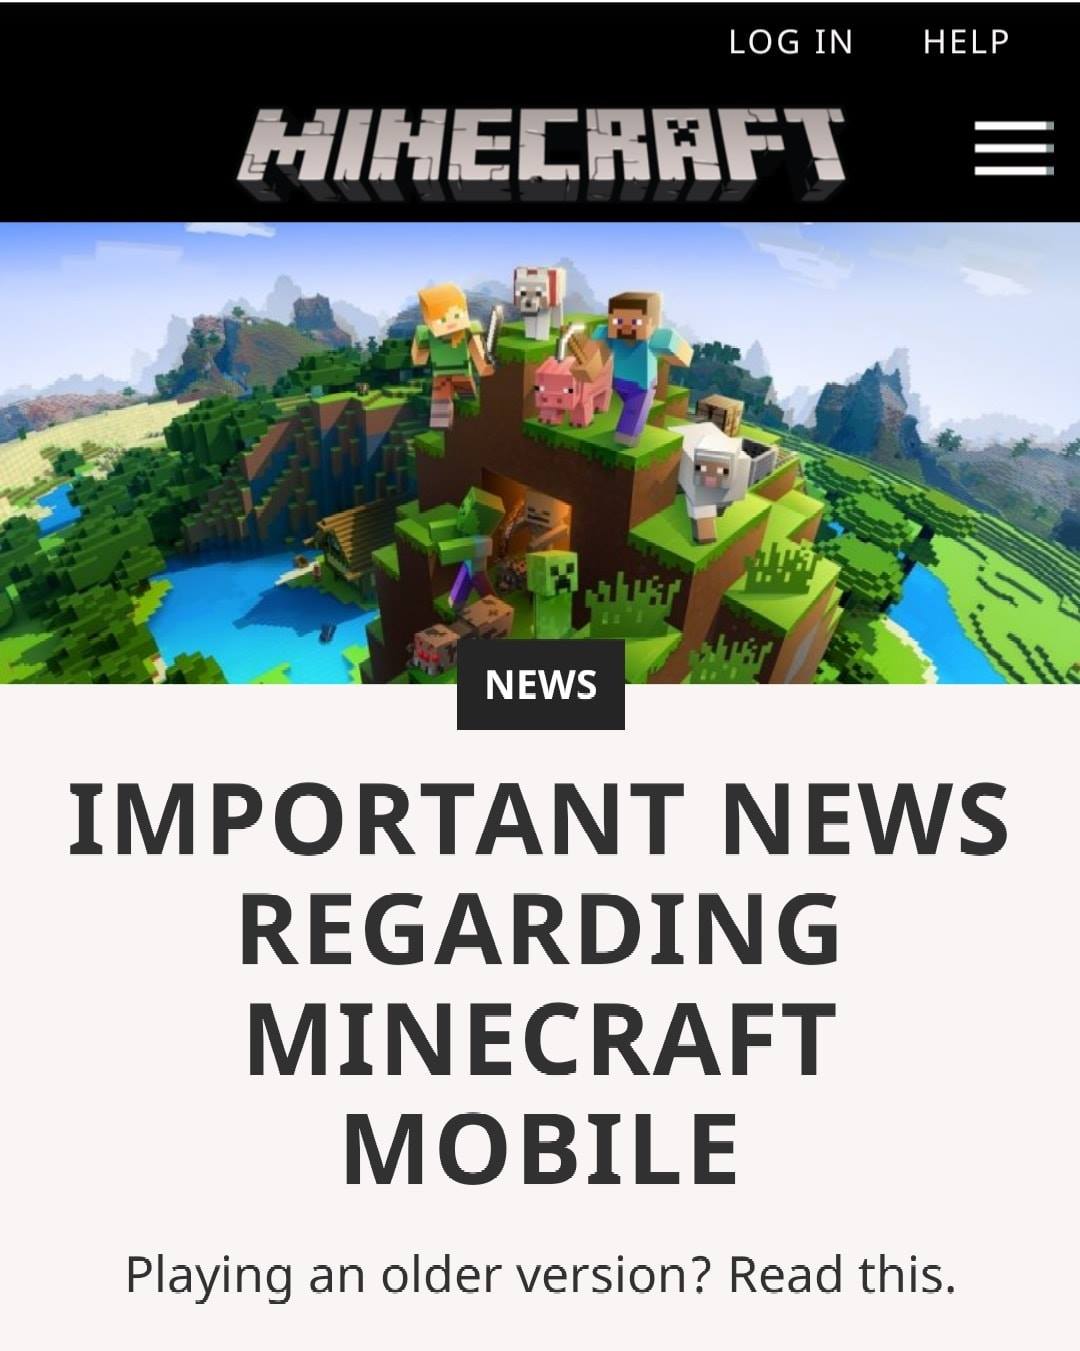 LOG IN HELP
MINECRAFT
NEWS
IMPORTANT NEWS
REGARDING
MINECRAFT
MOBILE
Playing an older version? Read this.